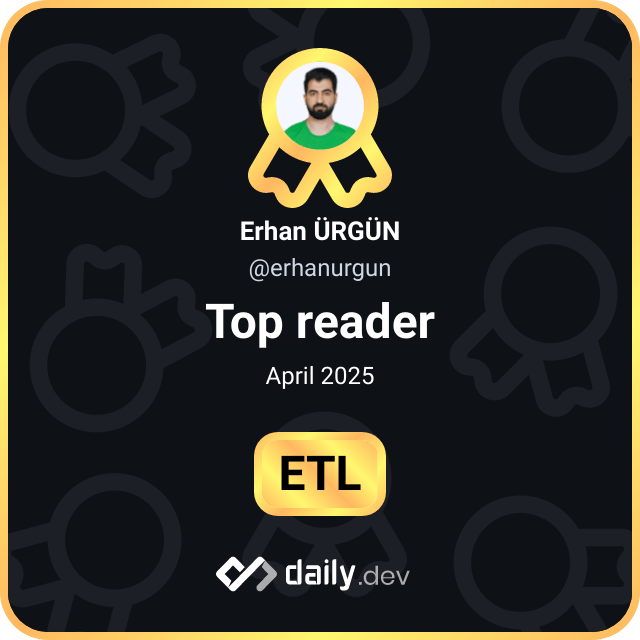 Erhan ÜRGÜN
@erhanurgun
Top reader
April 2025
ETL
daily.dev